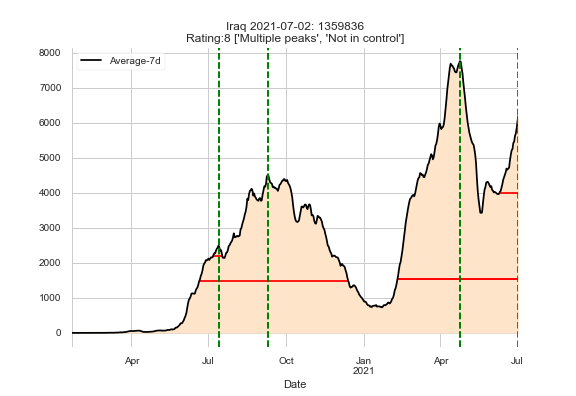 Iraq 2021-07-02: 1359836
Rating:8 ['Multiple peaks', 'Not in control']
Average-7d
8000
7000
6000
5000
4000
3000
2000
1000
0
Apr Jul Oct Jan Apr Jul
2021
Date